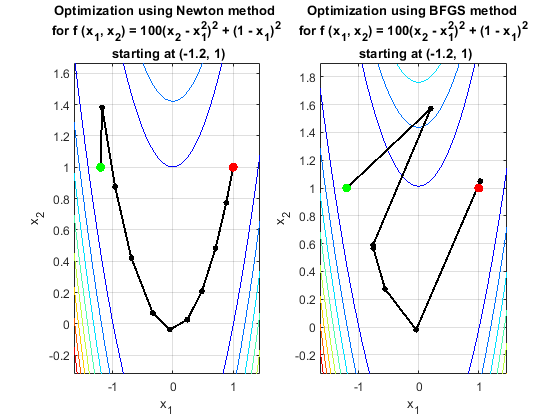 Optimization using Newton method
for f (x1, x2) = 100(x2 - x1^2)^2 + (1 - x1)^2
starting at (-1.2, 1)
1.6
1.4
1.2
1
0.8
0.6
0.4
0.2
0
-0.2
x2
-1 0 1
x1
Optimization using BFGS method
for f (x1, x2) = 100(x2 - x1^2)^2 + (1 - x1)^2
starting at (-1.2, 1)
1.8
1.6
1.4
1.2
1
0.8
0.6
0.4
0.2
0
-0.2
x2
-1 0 1
x1